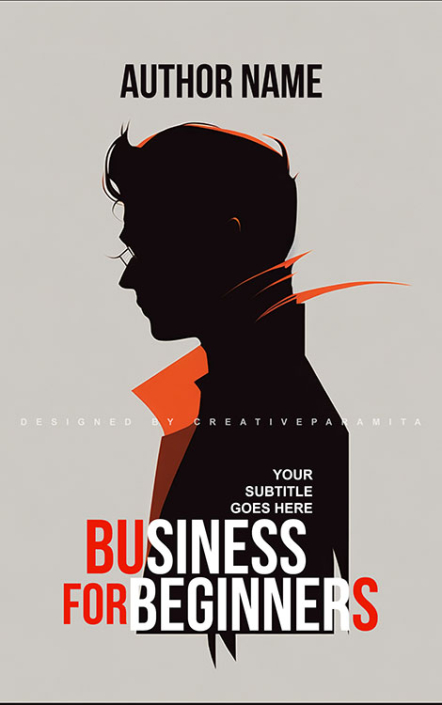 AUTHOR NAME
DESIGNED BY CREATIVEPARAMITA
YOUR
SUBTITLE
GOES HERE
BUSINESS
FOR BEGINNERS